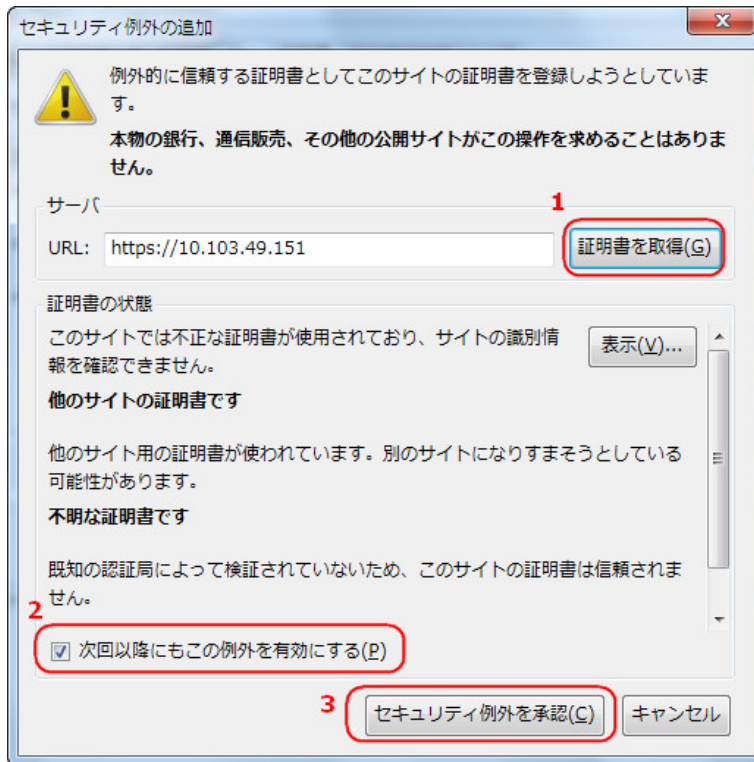 セキュリティ例外の追加
例外的に信頼する証明書としてこのサイトの証明書を登録しようとしていま
す。
本物の銀行、通信販売、その他の公開サイトがこの操作を求めることはありま
せん。
サーバ
1
URL: https://10.103.49.151 証明書を取得(G)
証明書の状態
このサイトでは不正な証明書が使用されており、サイトの識別情
報を確認できません。
表示(V)...
他のサイトの証明書です
他のサイト用の証明書が使われています。別のサイトになりすまそうとしている
可能性があります。
不明な証明書です
既知の認証局によって検証されていないため、このサイトの証明書は信頼されま
せん。
2
次回以降にもこの例外を有効にする(P)
3
セキュリティ例外を承認(C) キャンセル